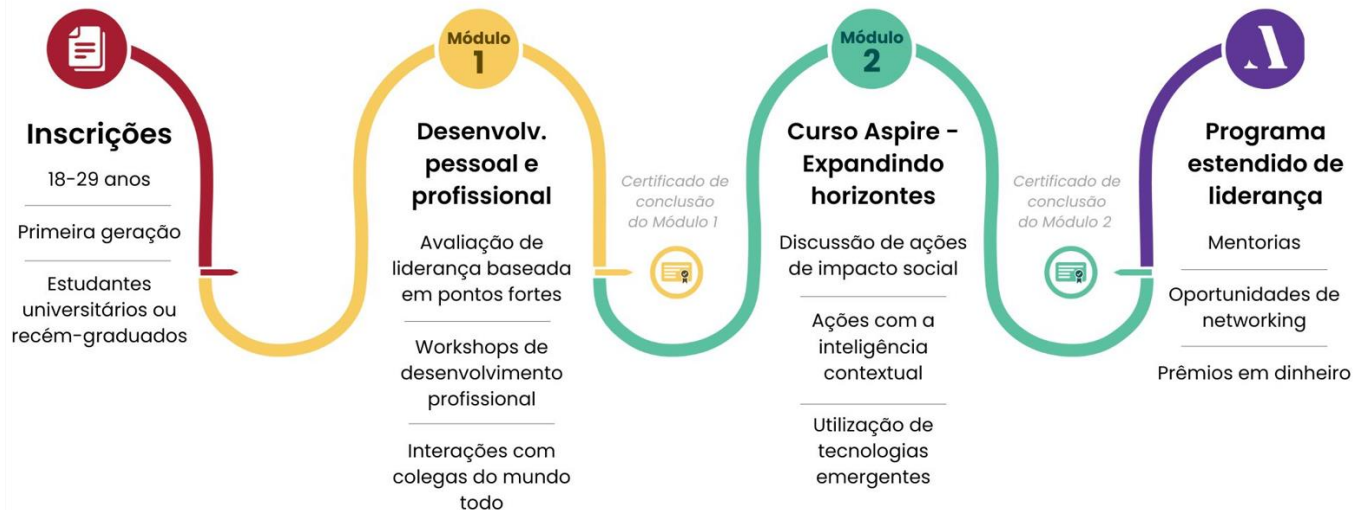 Inscrições
18-29 anos
Primeira geração
Estudantes
universitários ou
recém-graduados
Módulo
1
Desenvolv.
pessoal e
profissional
Avaliação de
liderança baseada
em pontos fortes
Workshops de
desenvolvimento
profissional
Interações com
colegas do mundo
todo
Certificado de
conclusão
do Módulo 1
Módulo
2
Curso Aspire -
Expandindo
horizontes
Discussão de ações
de impacto social
Ações com a
inteligência
contextual
Utilização de
tecnologias
emergentes
Certificado de
conclusão
do Módulo 2
A
Programa
estendido de
liderança
Mentorias
Oportunidades de
networking
Prêmios em dinheiro